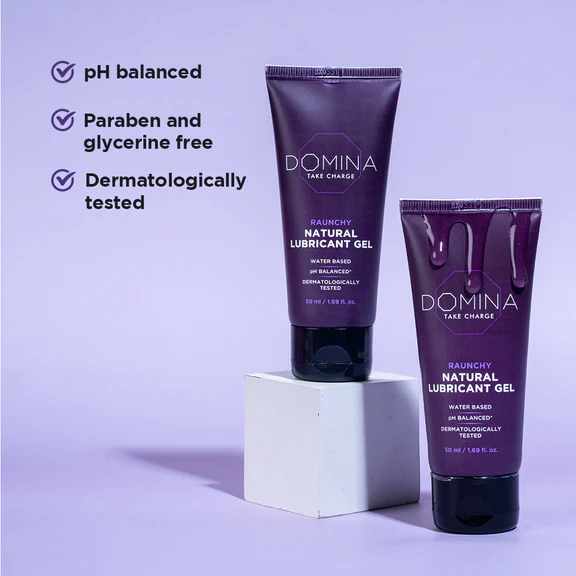 pH balanced
Paraben and
glycerine free
Dermatologically
tested
DOMINA
TAKE CHARGE
RAUNCHY
NATURAL
LUBRICANT GEL
WATER BASED
pH BALANCED*
DERMATOLOGICALLY
TESTED
50 ml / 1.69 fl. oz.
DOMINA
TAKE CHARGE
RAUNCHY
NATURAL
LUBRICANT GEL
WATER BASED
pH BALANCED*
DERMATOLOGICALLY
TESTED
50 ml / 1.69 fl. oz.